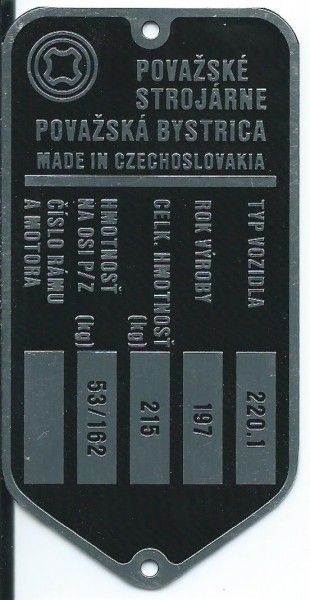 POVAŽSKÉ
STROJÁRNE
POVAŽSKÁ BYSTRICA
MADE IN CZECHOSLOVAKIA
TYP VOZIDLA 220.1
ROK VÝROBY 197
CELK. HMOTNOSŤ (kg) 215
HMOTNOSŤ
NA OSI P/Z (kg) 53/162
ČÍSLO RÁMU
A MOTORA